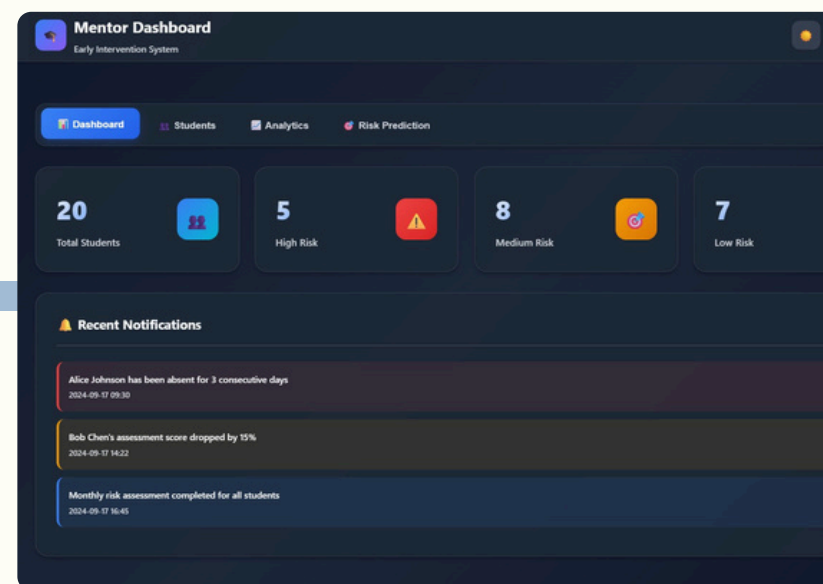 Mentor Dashboard
Early Intervention System
Dashboard Students Analytics Risk Prediction
20 5 8 7
Total Students High Risk Medium Risk Low Risk
Recent Notifications
Alice Johnson has been absent for 3 consecutive days
2024-09-17 09:30
Bob Chen's assessment score dropped by 15%
2024-09-17 14:22
Monthly risk assessment completed for all students
2024-09-17 16:45